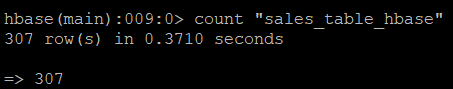 hbase(main):009:0> count "sales_table_hbase"
307 row(s) in 0.3710 seconds
=> 307